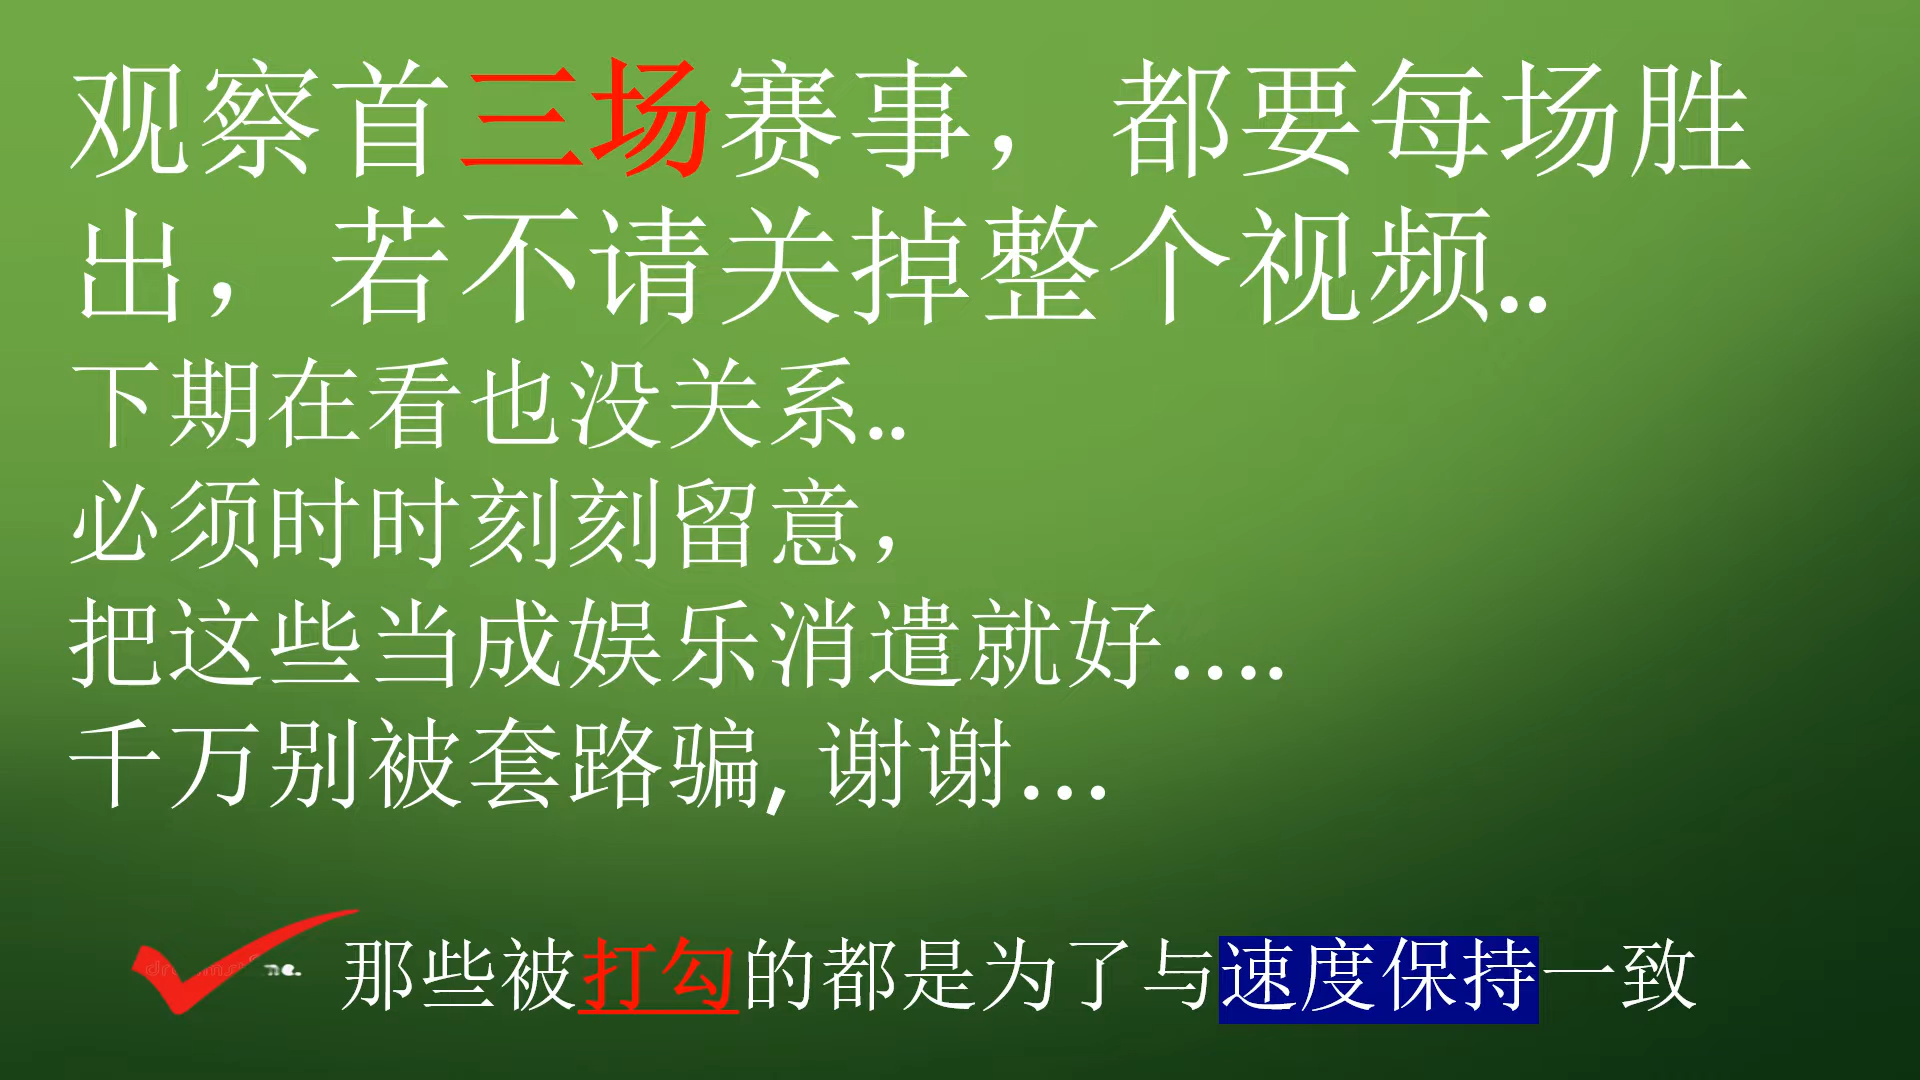 观察首三场赛事，都要每场胜
出，若不请关掉整个视频..
下期在看也没关系..
必须时时刻刻留意，
把这些当成娱乐消遣就好....
千万别被套路骗,谢谢...
那些被打勾的都是为了与速度保持一致